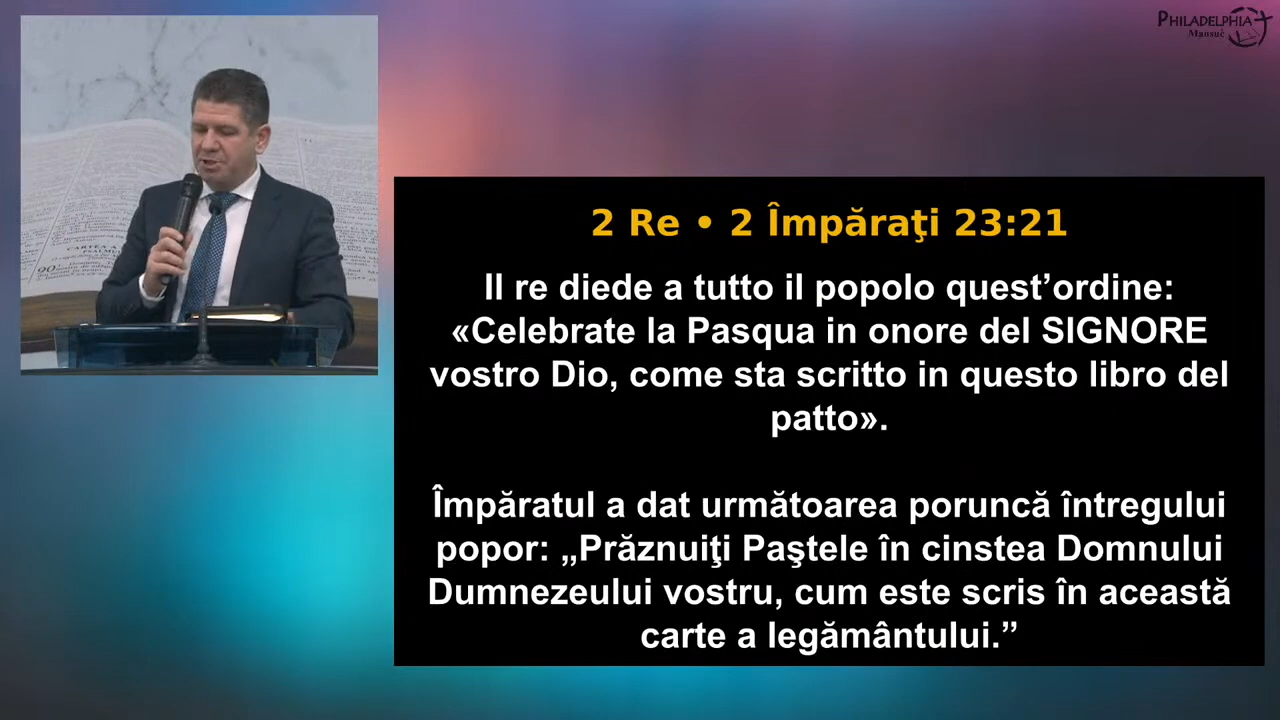 PHILADELPHIA
Mansuè
2 Re • 2 Împăraţi 23:21
Il re diede a tutto il popolo quest’ordine:
«Celebrate la Pasqua in onore del SIGNORE
vostro Dio, come sta scritto in questo libro del
patto».
Împăratul a dat următoarea poruncă întregului
popor: „Prăznuiţi Paştele în cinstea Domnului
Dumnezeului vostru, cum este scris în această
carte a legământului.”
90